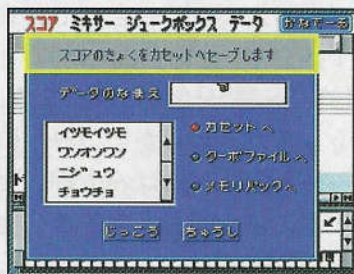 スコア ミキサー ジュークボックス データ かなでーる
スコアのきょくをカセットへセーブします
データのなまえ
イツモイツモ
ワンオンワン
ニジュウ
チョウチョ
カセット へ
ターボファイル へ
メモリパックへ
じっこう ちゅうし